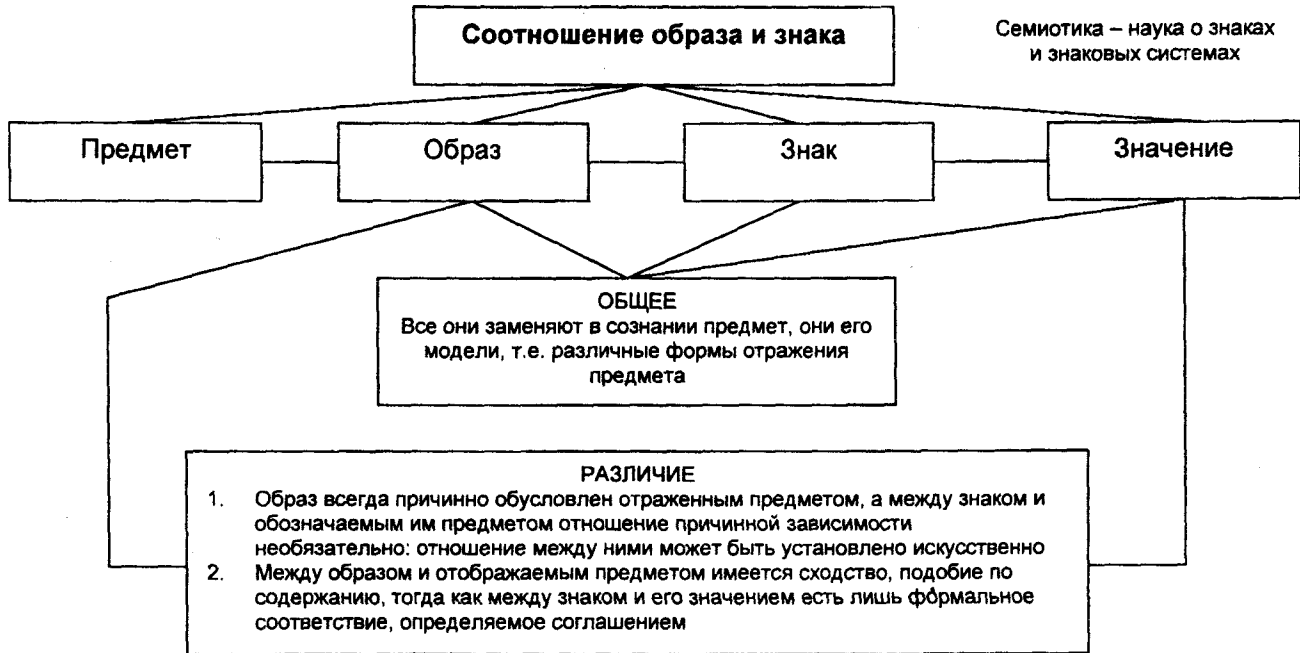 Соотношение образа и знака
Семиотика – наука о знаках
и знаковых системах
Предмет
Образ
Знак
Значение
ОБЩЕЕ
Все они заменяют в сознании предмет, они его
модели, т.е. различные формы отражения
предмета
РАЗЛИЧИЕ
1. Образ всегда причинно обусловлен отраженным предметом, а между знаком и
обозначаемым им предметом отношение причинной зависимости
необязательно: отношение между ними может быть установлено искусственно
2. Между образом и отображаемым предметом имеется сходство, подобие по
содержанию, тогда как между знаком и его значением есть лишь формальное
соответствие, определяемое соглашением